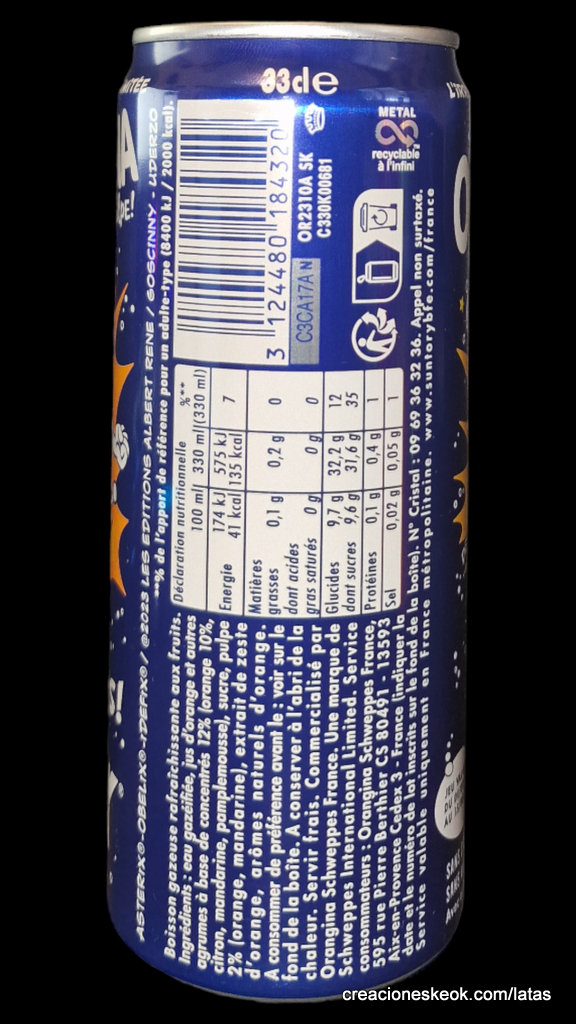 33cle
METAL
recyclable
à l'infini
3 124480 184320
OR2310A SK
C330K00681
C3CA17A N
ASTERIX®-OBELIX®-IDEFIX® / ©2023 LES EDITIONS ALBERT RENE / GOSCINNY - UDERZO
**% de l'apport de référence pour un adulte-type (8400 kJ / 2000 kcal).
Déclaration nutritionnelle %**
100 ml 330 ml (330 ml)
Energie 174 kJ 575 kJ 7
41 kcal 135 kcal
Matières
grasses 0,1 g 0,2 g 0
dont acides
gras saturés 0 g 0 g 0
Glucides 9,7 g 32,2 g 12
dont sucres 9,6 g 31,6 g 35
Protéines 0,1 g 0,4 g 1
Sel 0,02 g 0,05 g 1
Boisson gazeuse rafraîchissante aux fruits.
Ingrédients : eau gazéifiée, jus d'orange et autres
agrumes à base de concentrés 12% (orange 10%,
citron, mandarine, pamplemousse), sucre, pulpe
2% (orange, mandarine), extrait de zeste
d'orange, arômes naturels d'orange.
A consommer de préférence avant le : voir sur le
fond de la boîte. A conserver à l'abri de la
chaleur. Servir frais. Commercialisé par
Orangina Schweppes France. Une marque de
Schweppes International Limited. Service
consommateurs : Orangina Schweppes France,
595 rue Pierre Berthier CS 80491 - 13593
Aix-en-Provence Cedex 3 - France (indiquer la
date et le numéro de lot inscrits sur le fond de la boîte). N° Cristal : 09 69 36 32 36. Appel non surtaxé.
Service valable uniquement en France métropolitaine. www.suntorybfe.com/france
creacioneskeok.com/latas